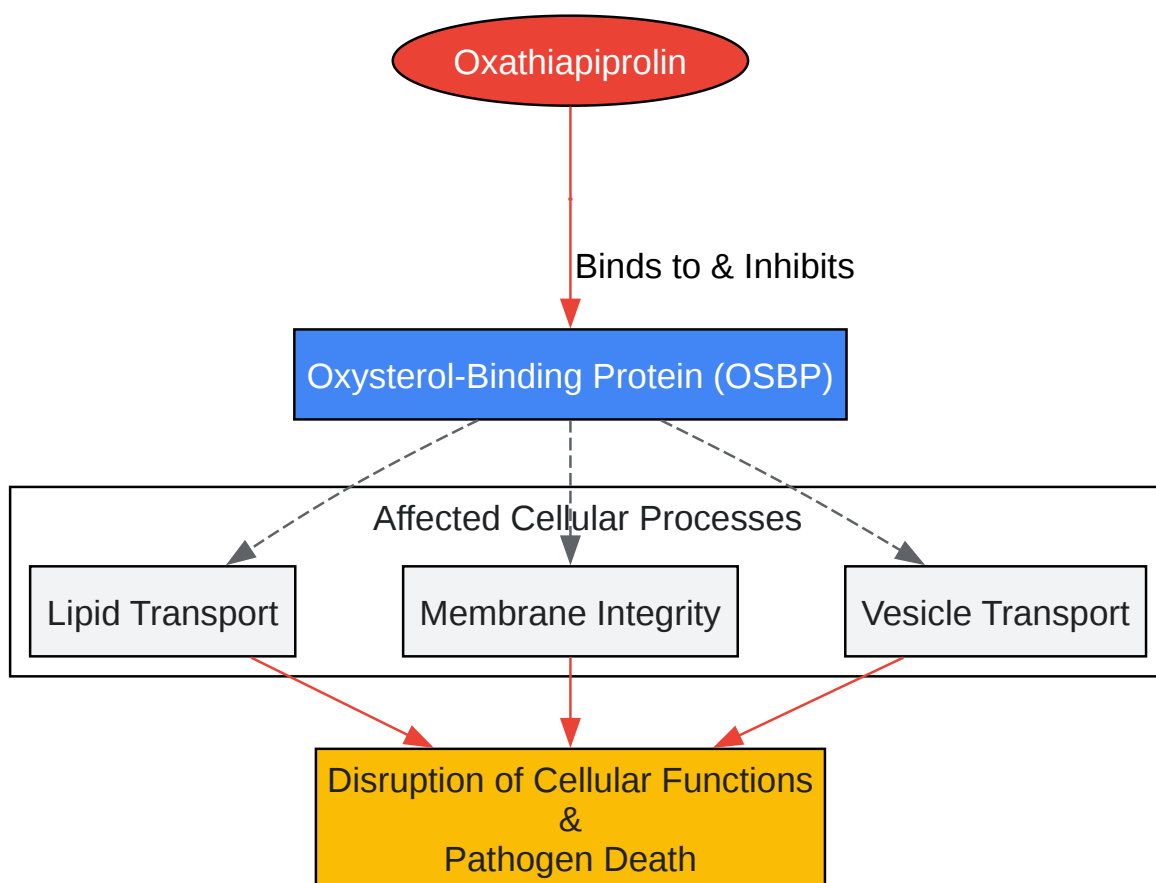 Oxathiapiprolin
Binds to & Inhibits
Oxysterol-Binding Protein (OSBP)
Affected Cellular Processes
Lipid Transport
Membrane Integrity
Vesicle Transport
Disruption of Cellular Functions
&
Pathogen Death